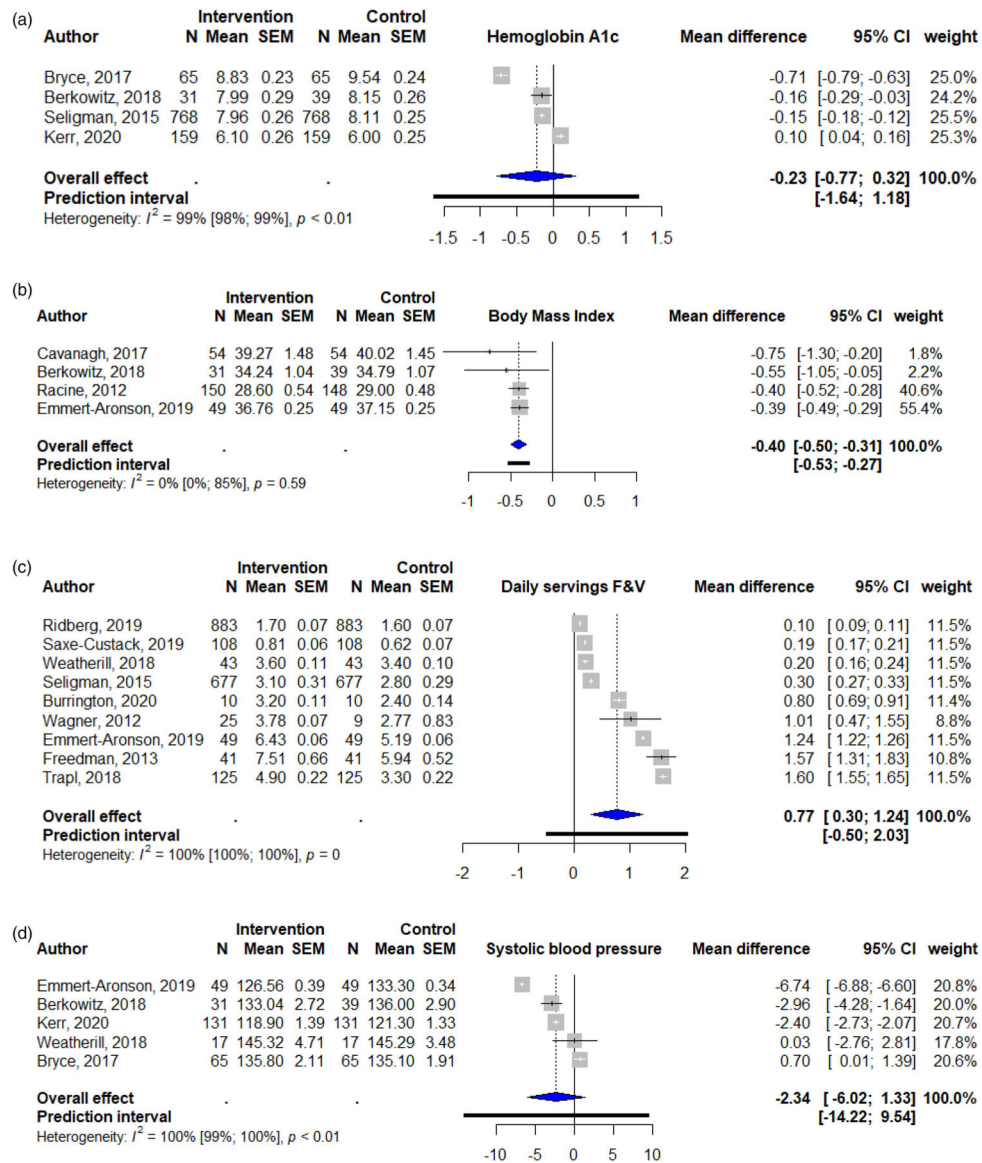 (a)
Intervention Control
Author N Mean SEM N Mean SEM Hemoglobin A1c Mean difference 95% CI weight
Bryce, 2017 65 8.83 0.23 65 9.54 0.24 -0.71 [-0.79; -0.63] 25.0%
Berkowitz, 2018 31 7.99 0.29 39 8.15 0.26 -0.16 [-0.29; -0.03] 24.2%
Seligman, 2015 768 7.96 0.26 768 8.11 0.25 -0.15 [-0.18; -0.12] 25.5%
Kerr, 2020 159 6.10 0.26 159 6.00 0.25 0.10 [ 0.04; 0.16] 25.3%
Overall effect . . -0.23 [-0.77; 0.32] 100.0%
Prediction interval [-1.64; 1.18]
Heterogeneity: I² = 99% [98%; 99%], p < 0.01
-1.5 -1 -0.5 0 0.5 1 1.5
(b)
Intervention Control
Author N Mean SEM N Mean SEM Body Mass Index Mean difference 95% CI weight
Cavanagh, 2017 54 39.27 1.48 54 40.02 1.45 -0.75 [-1.30; -0.20] 1.8%
Berkowitz, 2018 31 34.24 1.04 39 34.79 1.07 -0.55 [-1.05; -0.05] 2.2%
Racine, 2012 150 28.60 0.54 148 29.00 0.48 -0.40 [-0.52; -0.28] 40.6%
Emmert-Aronson, 2019 49 36.76 0.25 49 37.15 0.25 -0.39 [-0.49; -0.29] 55.4%
Overall effect . . -0.40 [-0.50; -0.31] 100.0%
Prediction interval [-0.53; -0.27]
Heterogeneity: I² = 0% [0%; 85%], p = 0.59
-1 -0.5 0 0.5 1
(c)
Intervention Control
Author N Mean SEM N Mean SEM Daily servings F&V Mean difference 95% CI weight
Ridberg, 2019 883 1.70 0.07 883 1.60 0.07 0.10 [ 0.09; 0.11] 11.5%
Saxe-Custack, 2019 108 0.81 0.06 108 0.62 0.07 0.19 [ 0.17; 0.21] 11.5%
Weatherill, 2018 43 3.60 0.11 43 3.40 0.10 0.20 [ 0.16; 0.24] 11.5%
Seligman, 2015 677 3.10 0.31 677 2.80 0.29 0.30 [ 0.27; 0.33] 11.5%
Burrington, 2020 10 3.20 0.11 10 2.40 0.14 0.80 [ 0.69; 0.91] 11.4%
Wagner, 2012 25 3.78 0.07 9 2.77 0.83 1.01 [ 0.47; 1.55] 8.8%
Emmert-Aronson, 2019 49 6.43 0.06 49 5.19 0.06 1.24 [ 1.22; 1.26] 11.5%
Freedman, 2013 41 7.51 0.66 41 5.94 0.52 1.57 [ 1.31; 1.83] 10.8%
Trapl, 2018 125 4.90 0.22 125 3.30 0.22 1.60 [ 1.55; 1.65] 11.5%
Overall effect . . 0.77 [ 0.30; 1.24] 100.0%
Prediction interval [-0.50; 2.03]
Heterogeneity: I² = 100% [100%; 100%], p = 0
-2 -1 0 1 2
(d)
Intervention Control
Author N Mean SEM N Mean SEM Systolic blood pressure Mean difference 95% CI weight
Emmert-Aronson, 2019 49 126.56 0.39 49 133.30 0.34 -6.74 [ -6.88; -6.60] 20.8%
Berkowitz, 2018 31 133.04 2.72 39 136.00 2.90 -2.96 [ -4.28; -1.64] 20.0%
Kerr, 2020 131 118.90 1.39 131 121.30 1.33 -2.40 [ -2.73; -2.07] 20.7%
Weatherill, 2018 17 145.32 4.71 17 145.29 3.48 0.03 [ -2.76; 2.81] 17.8%
Bryce, 2017 65 135.80 2.11 65 135.10 1.91 0.70 [ 0.01; 1.39] 20.6%
Overall effect . . -2.34 [ -6.02; 1.33] 100.0%
Prediction interval [-14.22; 9.54]
Heterogeneity: I² = 100% [99%; 100%], p < 0.01
-10 -5 0 5 10